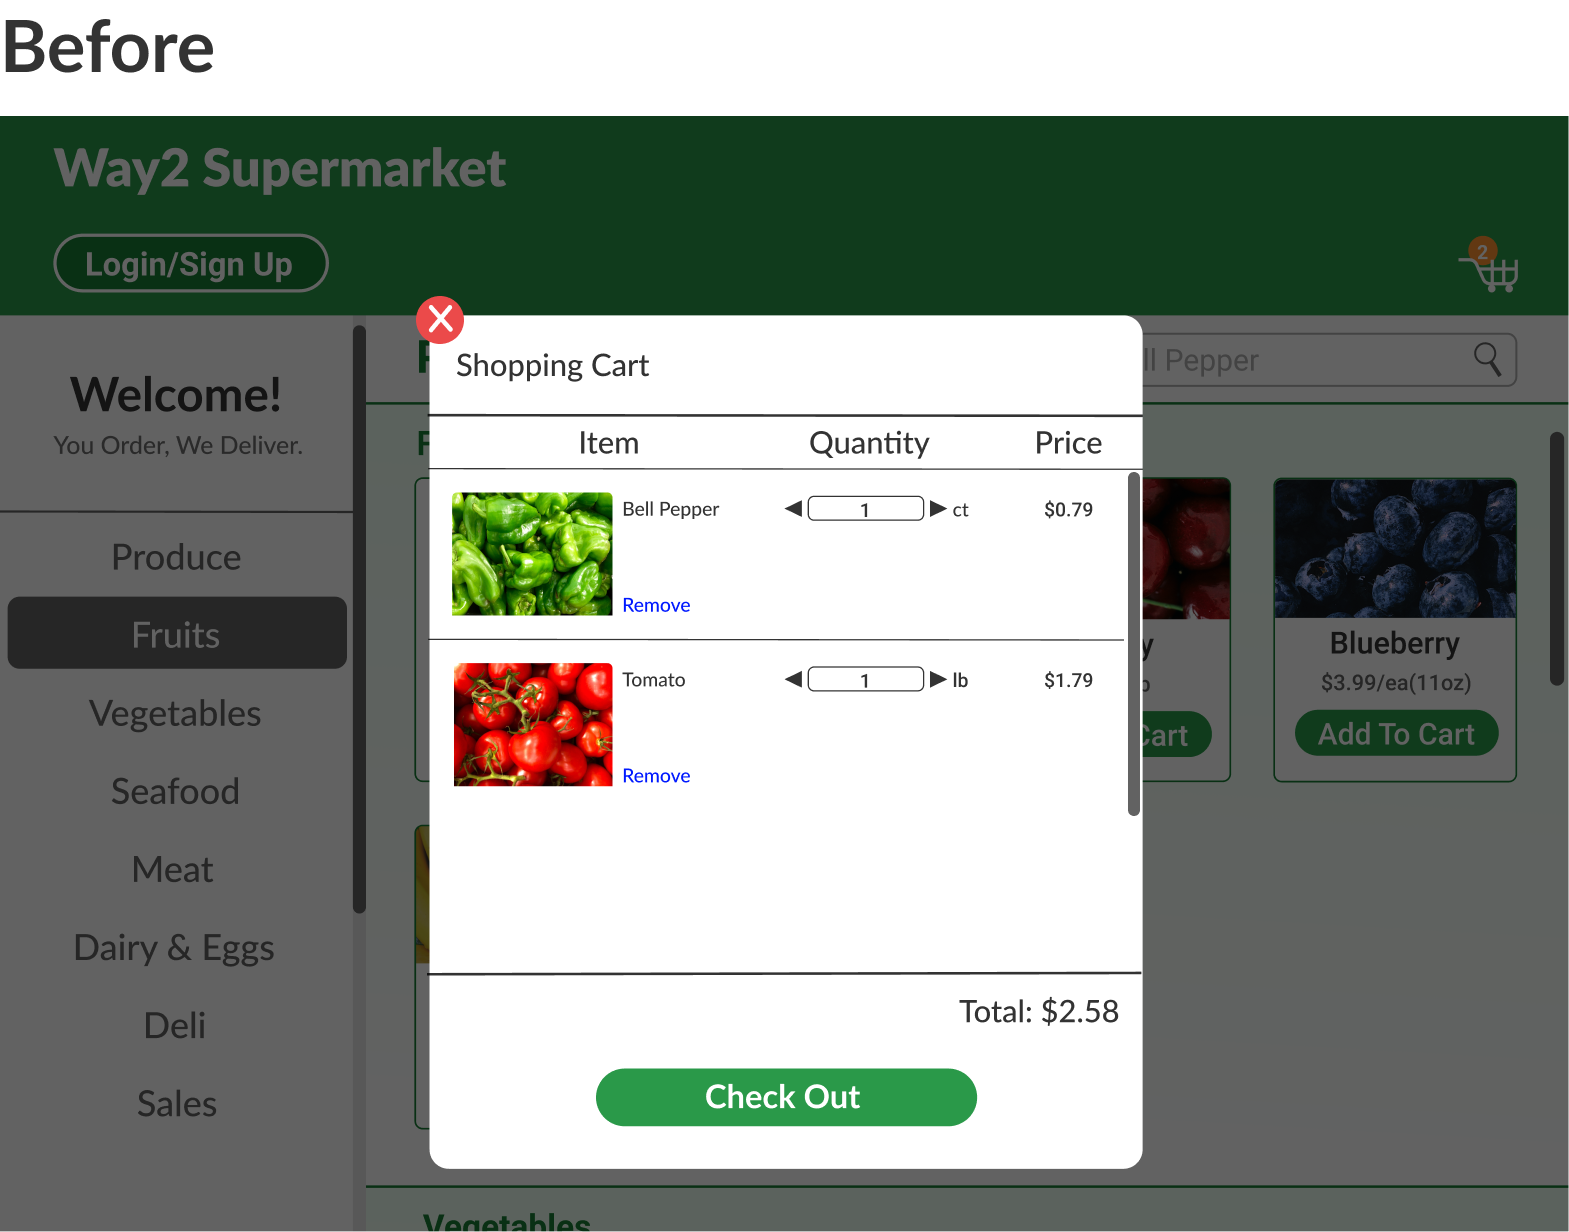 Before
Way2 Supermarket
Login/Sign Up
2
Welcome!
You Order, We Deliver.
Produce
Fruits
Vegetables
Seafood
Meat
Dairy & Eggs
Deli
Sales
Shopping Cart
Item Quantity Price
Bell Pepper 1 ct $0.79
Remove
Tomato 1 lb $1.79
Remove
Total: $2.58
Check Out
Pepper
Blueberry
$3.99/ea(11oz)
Cart
Add To Cart
Vegetables